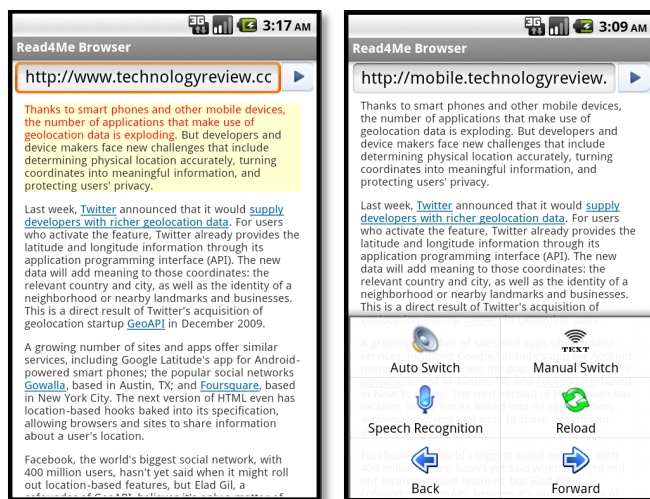 3G 3:17 AM
Read4Me Browser
http://www.technologyreview.cc
Thanks to smart phones and other mobile devices,
the number of applications that make use of
geolocation data is exploding. But developers and
device makers face new challenges that include
determining physical location accurately, turning
coordinates into meaningful information, and
protecting users' privacy.
Last week, Twitter announced that it would supply
developers with richer geolocation data. For users
who activate the feature, Twitter already provides the
latitude and longitude information through its
application programming interface (API). The new
data will add meaning to those coordinates: the
relevant country and city, as well as the identity of a
neighborhood or nearby landmarks and businesses.
This is a direct result of Twitter's acquisition of
geolocation startup GeoAPI in December 2009.
A growing number of sites and apps offer similar
services, including Google Latitude's app for Android-
powered smart phones; the popular social networks
Gowalla, based in Austin, TX; and Foursquare, based
in New York City. The next version of HTML even has
location-based hooks baked into its specification,
allowing browsers and sites to share information
about a user's location.
Facebook, the world's biggest social network, with
400 million users, hasn't yet said when it might roll
out location-based features, but Elad Gil, a
3G 3:09 AM
Read4Me Browser
http://mobile.technologyreview.
Thanks to smart phones and other mobile devices,
the number of applications that make use of
geolocation data is exploding. But developers and
device makers face new challenges that include
determining physical location accurately, turning
coordinates into meaningful information, and
protecting users' privacy.
Last week, Twitter announced that it would supply
developers with richer geolocation data. For users
who activate the feature, Twitter already provides the
latitude and longitude information through its
application programming interface (API). The new
data will add meaning to those coordinates: the
relevant country and city, as well as the identity of a
neighborhood or nearby landmarks and businesses.
This is a direct result of Twitter's acquisition of
TEXT
Auto Switch Manual Switch
Speech Recognition Reload
Back Forward